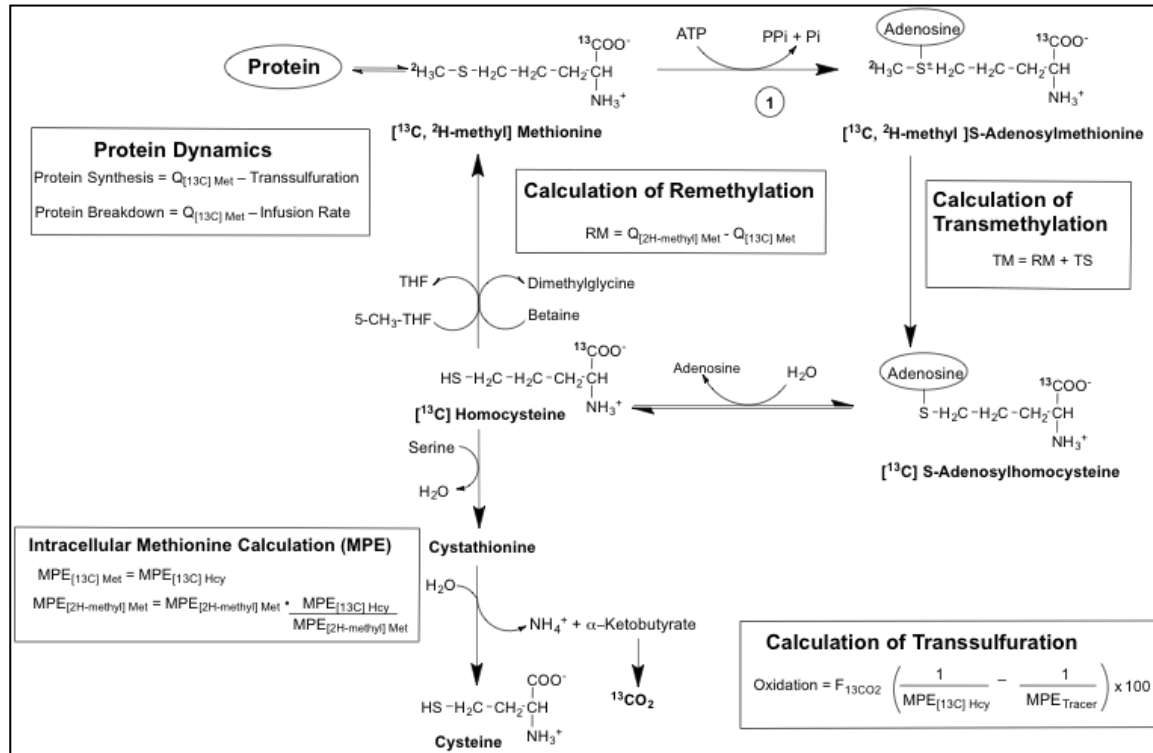 Protein
²H₃C–S–H₂C–H₂C–CH₂–CH
¹³COO⁻
NH₃⁺
[¹³C, ²H-methyl] Methionine
ATP
PPi + Pi
1
Adenosine
¹³COO⁻
²H₃C–S⁺–H₂C–H₂C–CH₂–CH
NH₃⁺
[¹³C, ²H-methyl ]S-Adenosylmethionine
Protein Dynamics
Protein Synthesis = Q[13C] Met – Transsulfuration
Protein Breakdown = Q[13C] Met – Infusion Rate
Calculation of Remethylation
RM = Q[2H-methyl] Met - Q[13C] Met
Calculation of
Transmethylation
TM = RM + TS
THF
Dimethylglycine
5-CH₃-THF
Betaine
¹³COO⁻
HS–H₂C–H₂C–CH₂–CH
NH₃⁺
[¹³C] Homocysteine
Adenosine
H₂O
Adenosine
¹³COO⁻
S–H₂C–H₂C–CH₂–CH
NH₃⁺
[¹³C] S-Adenosylhomocysteine
Serine
H₂O
Cystathionine
Intracellular Methionine Calculation (MPE)
MPE[13C] Met = MPE[13C] Hcy
MPE[2H-methyl] Met = MPE[2H-methyl] Met • MPE[13C] Hcy
MPE[2H-methyl] Met
H₂O
NH₄⁺ + α–Ketobutyrate
¹³CO₂
COO⁻
HS–H₂C–CH₂–CH
NH₃⁺
Cysteine
Calculation of Transsulfuration
Oxidation = F13CO2 ( 1 / MPE[13C] Hcy – 1 / MPETracer ) x 100